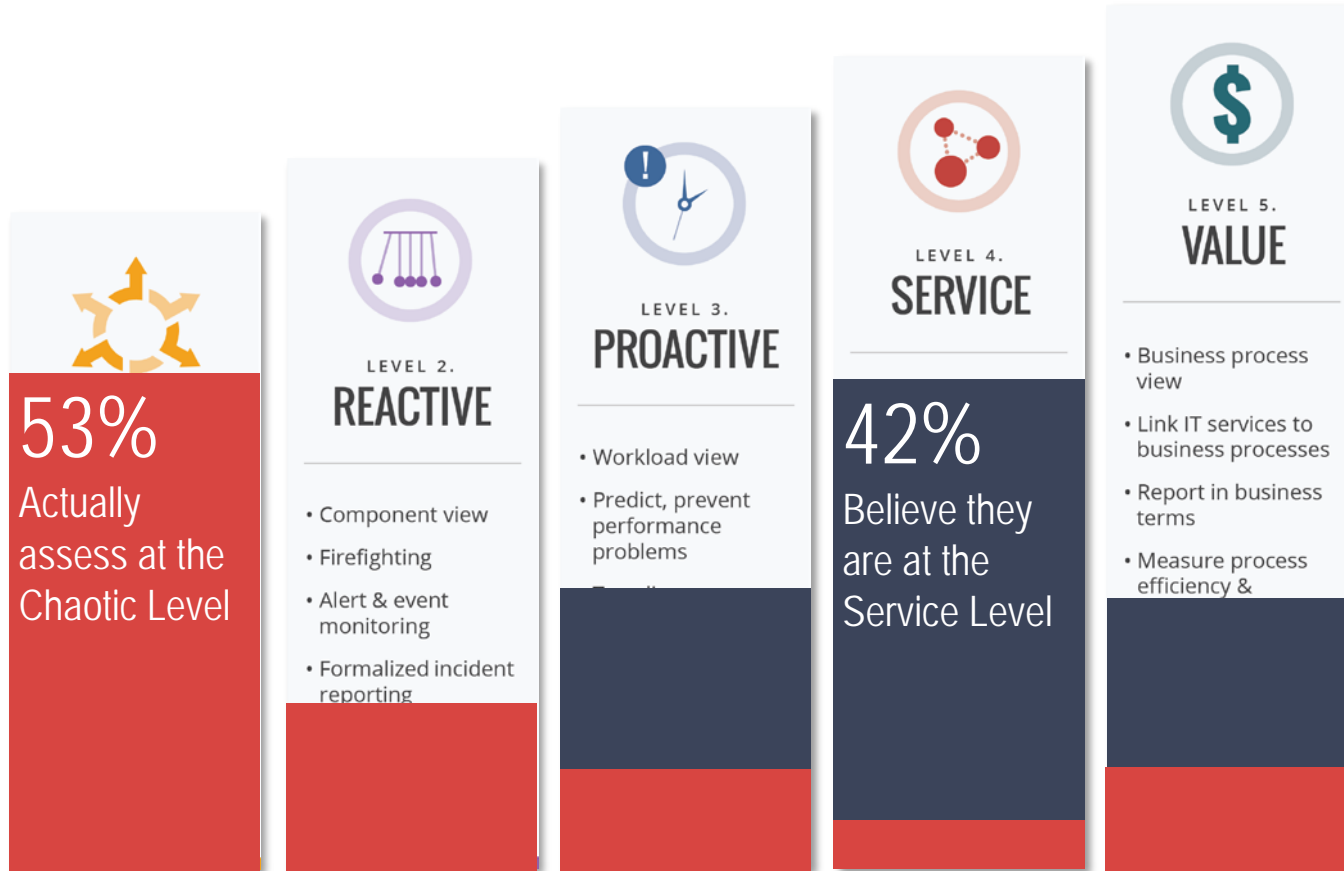 53%
Actually
assess at the
Chaotic Level
LEVEL 2.
REACTIVE
• Component view
• Firefighting
• Alert & event
monitoring
• Formalized incident
reporting
!
LEVEL 3.
PROACTIVE
• Workload view
• Predict, prevent
performance
problems
LEVEL 4.
SERVICE
42%
Believe they
are at the
Service Level
$
LEVEL 5.
VALUE
• Business process
view
• Link IT services to
business processes
• Report in business
terms
• Measure process
efficiency &